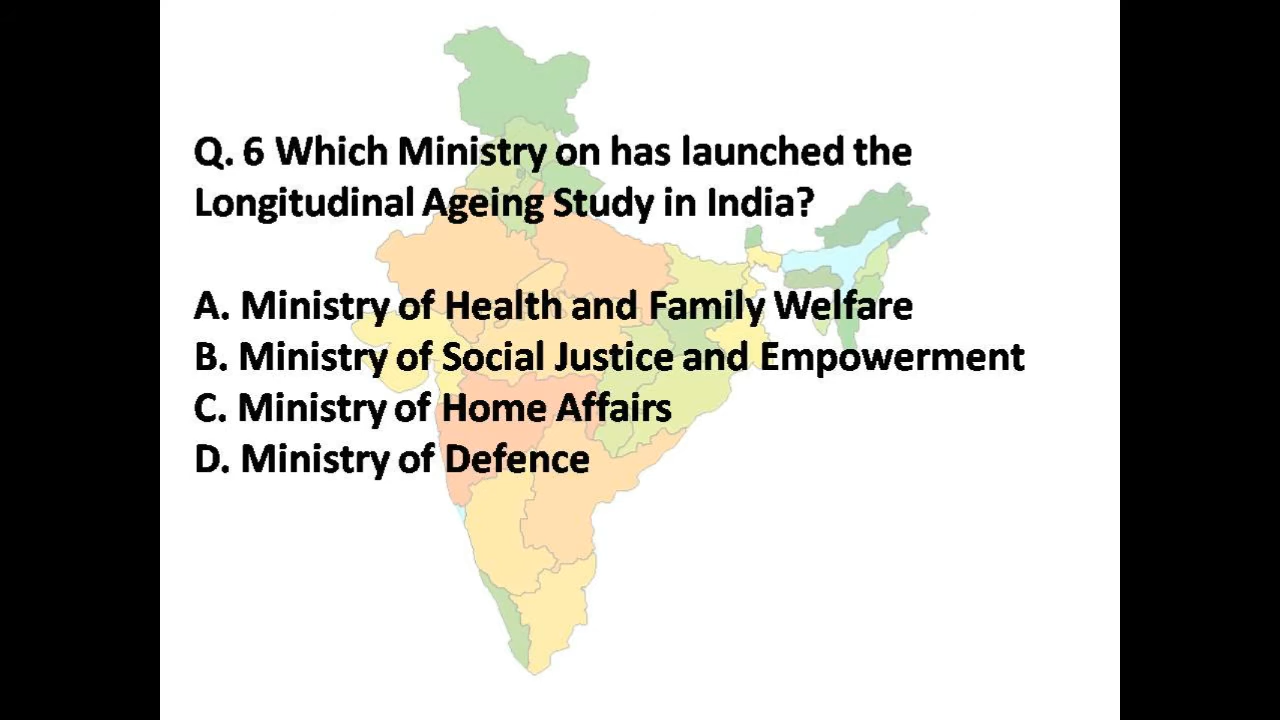 Q. 6 Which Ministry on has launched the
Longitudinal Ageing Study in India?
A. Ministry of Health and Family Welfare
B. Ministry of Social Justice and Empowerment
C. Ministry of Home Affairs
D. Ministry of Defence